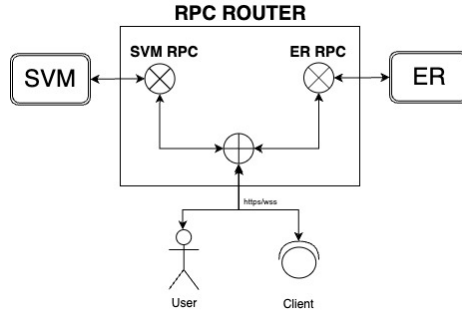 RPC ROUTER
SVM RPC
ER RPC
SVM
ER
https/wss
User
Client